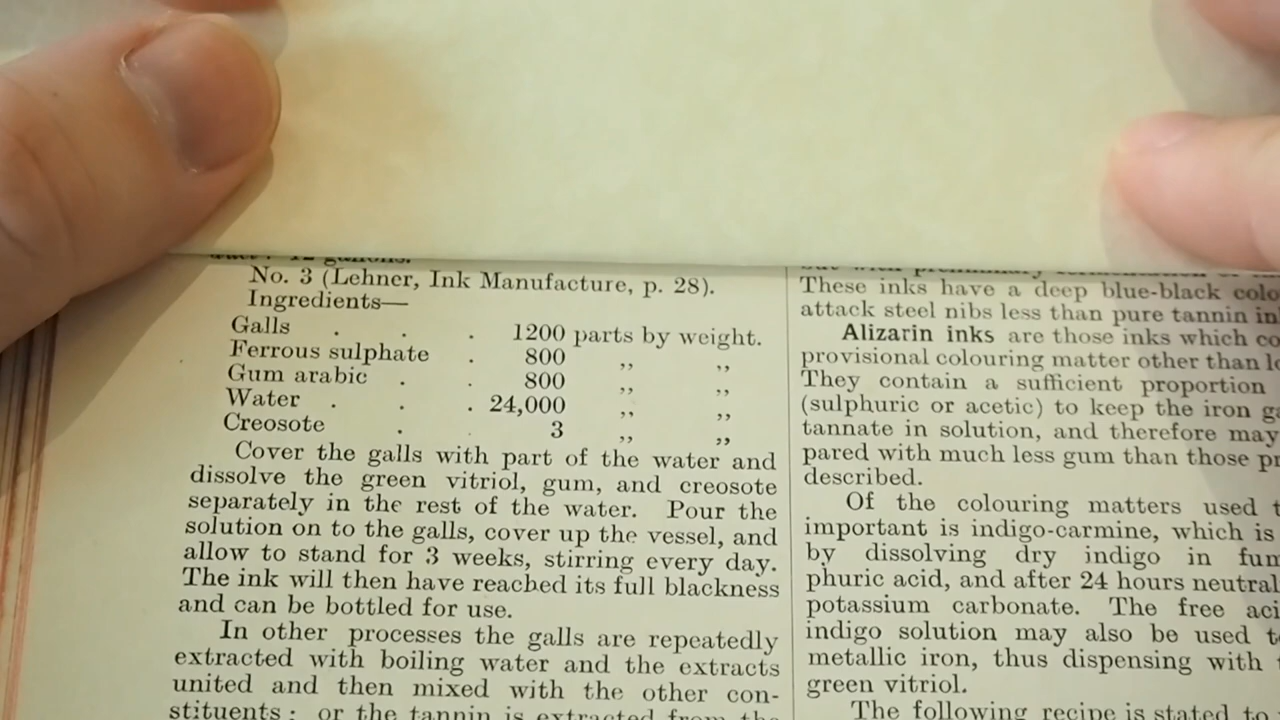 gallons.
No. 3 (Lehner, Ink Manufacture, p. 28).
Ingredients—
Galls . . . 1200 parts by weight.
Ferrous sulphate . 800 ,, ,,
Gum arabic . . 800 ,, ,,
Water . . . 24,000 ,, ,,
Creosote . . 3 ,, ,,
Cover the galls with part of the water and
dissolve the green vitriol, gum, and creosote
separately in the rest of the water. Pour the
solution on to the galls, cover up the vessel, and
allow to stand for 3 weeks, stirring every day.
The ink will then have reached its full blackness
and can be bottled for use.
In other processes the galls are repeatedly
extracted with boiling water and the extracts
united and then mixed with the other con-
stituents: or the tannin is extracted from the
but with preliminary
These inks have a deep blue-black colo
attack steel nibs less than pure tannin in
Alizarin inks are those inks which co
provisional colouring matter other than lo
They contain a sufficient proportion
(sulphuric or acetic) to keep the iron ga
tannate in solution, and therefore may
pared with much less gum than those pr
described.
Of the colouring matters used t
important is indigo-carmine, which is
by dissolving dry indigo in fum
phuric acid, and after 24 hours neutral
potassium carbonate. The free aci
indigo solution may also be used to
metallic iron, thus dispensing with t
green vitriol.
The following recipe is stated to